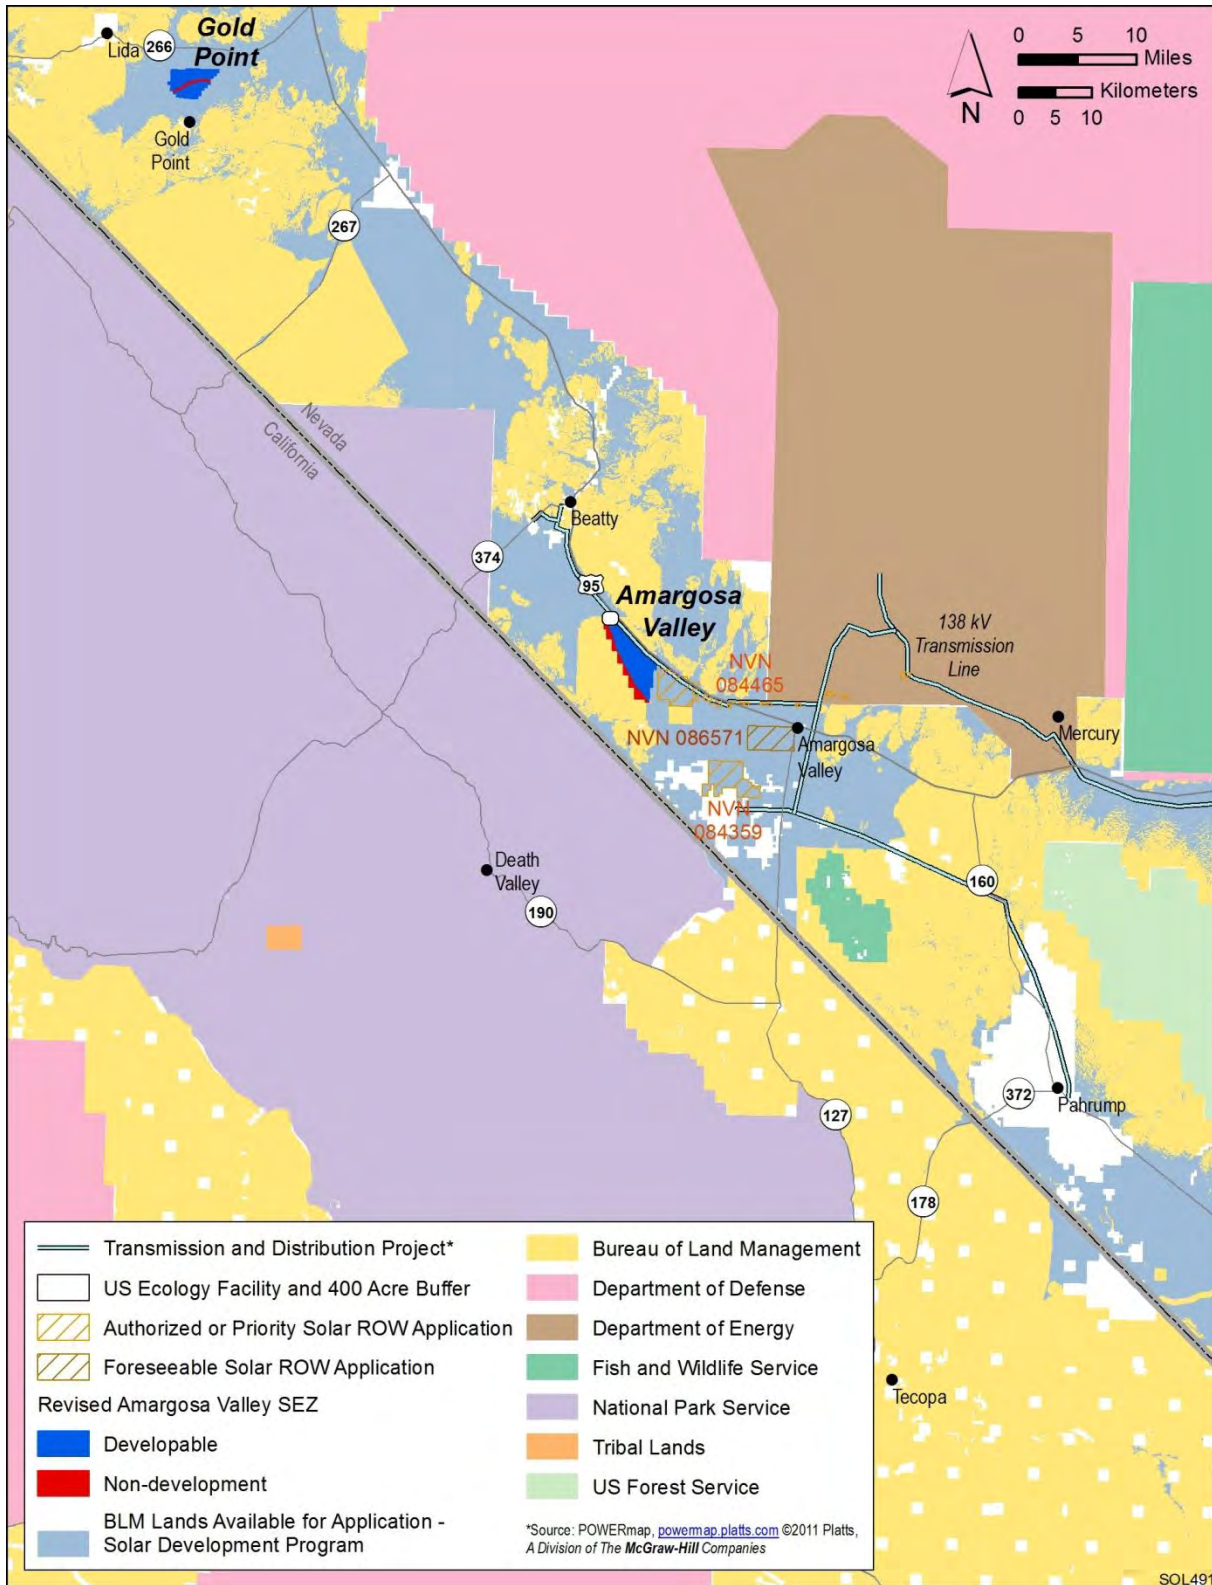 Gold
Point
Lida
266
Gold
Point
0 5 10
Miles
Kilometers
0 5 10
N
267
Nevada
California
Beatty
374
95
Amargosa
Valley
138 kV
Transmission
Line
NVN
084465
Mercury
NVN 086571
Amargosa
Valley
NVN
084359
Death
Valley
160
190
372
Pahrump
127
178
Tecopa
Transmission and Distribution Project*
US Ecology Facility and 400 Acre Buffer
Authorized or Priority Solar ROW Application
Foreseeable Solar ROW Application
Revised Amargosa Valley SEZ
Developable
Non-development
BLM Lands Available for Application -
Solar Development Program
Bureau of Land Management
Department of Defense
Department of Energy
Fish and Wildlife Service
National Park Service
Tribal Lands
US Forest Service
*Source: POWERmap, powermap.platts.com ©2011 Platts,
A Division of The McGraw-Hill Companies
SOL491